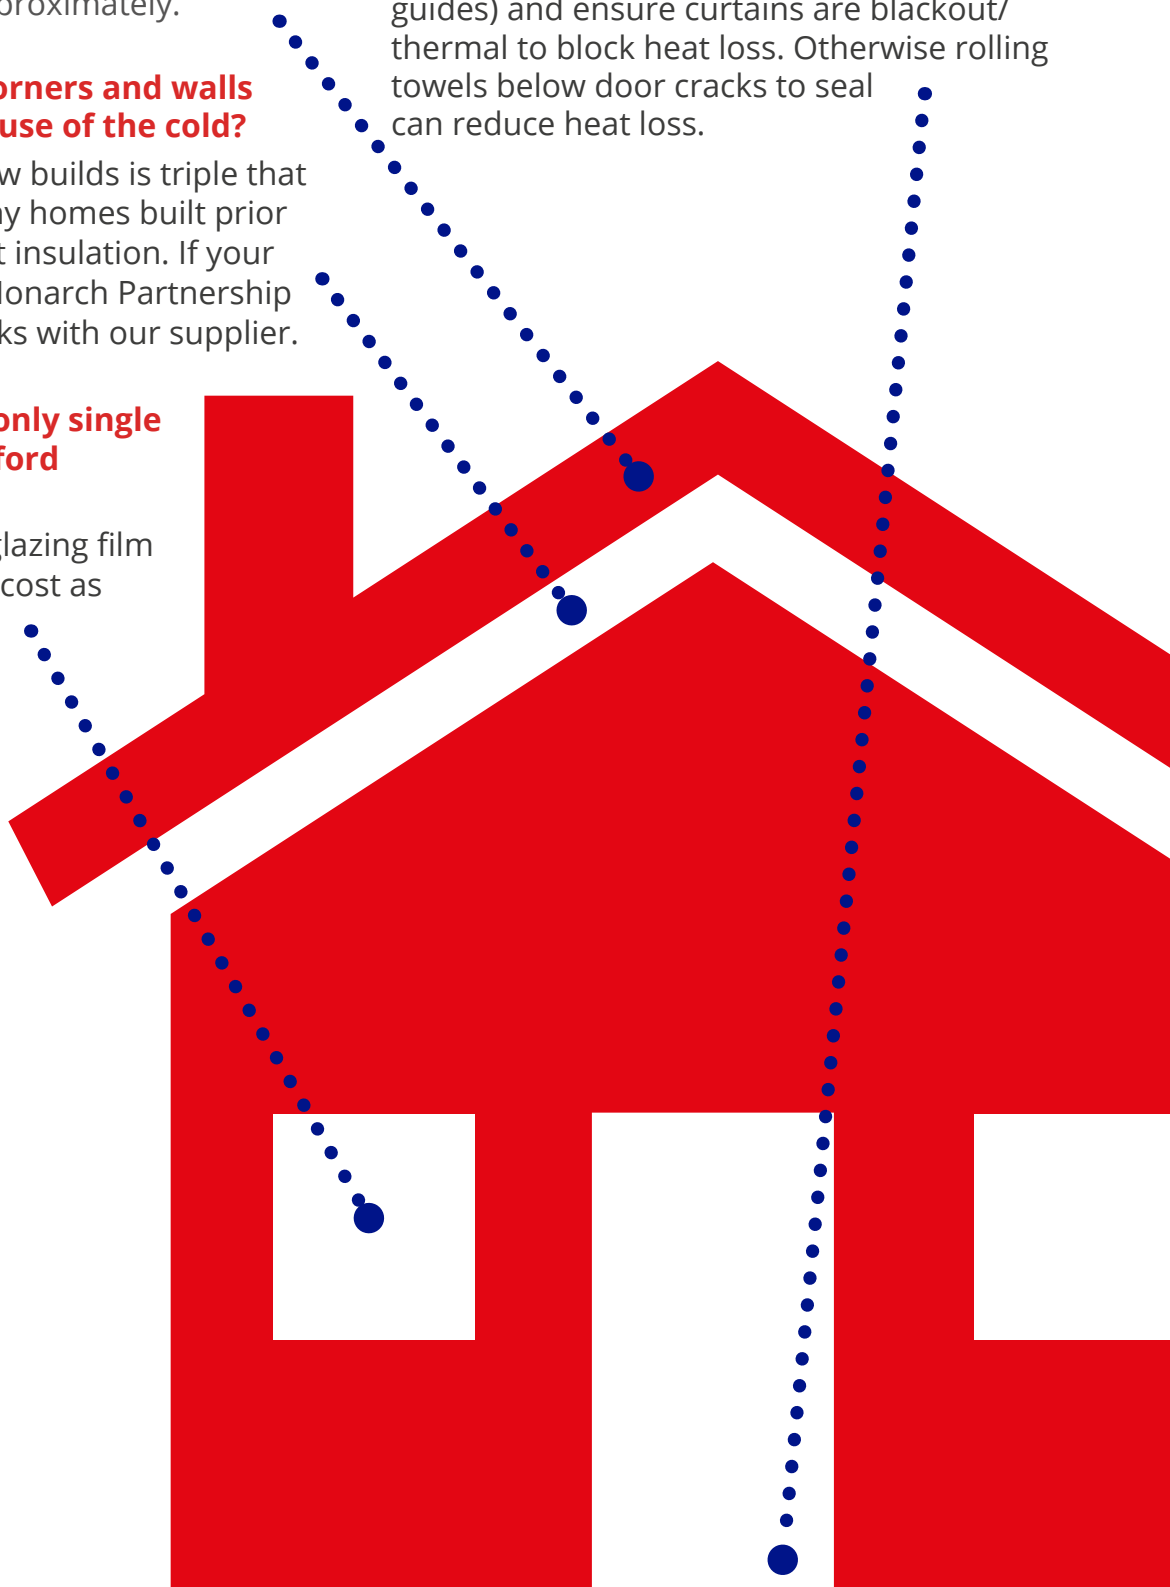 proximately.
orners and walls
use of the cold?
w builds is triple that
ny homes built prior
t insulation. If your
Monarch Partnership
ks with our supplier.
only single
ford
glazing film
cost as
guides) and ensure curtains are blackout/
thermal to block heat loss. Otherwise rolling
towels below door cracks to seal
can reduce heat loss.